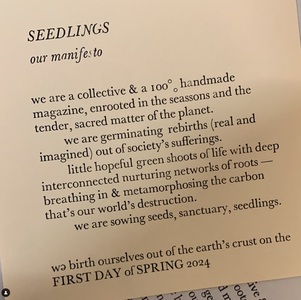 SEEDLINGS
our manifesto
we are a collective & a 100°° handmade
magazine, enrooted in the seassons and the
tender, sacred matter of the planet.
we are germinating rebirths (real and
imagined) out of society's sufferings.
little hopeful green shoots of life with deep
interconnected nurturing networks of roots —
breathing in & metamorphosing the carbon
that's our world's destruction.
we are sowing seeds, sanctuary, seedlings.
we birth ourselves out of the earth's crust on the
FIRST DAY of SPRING 2024